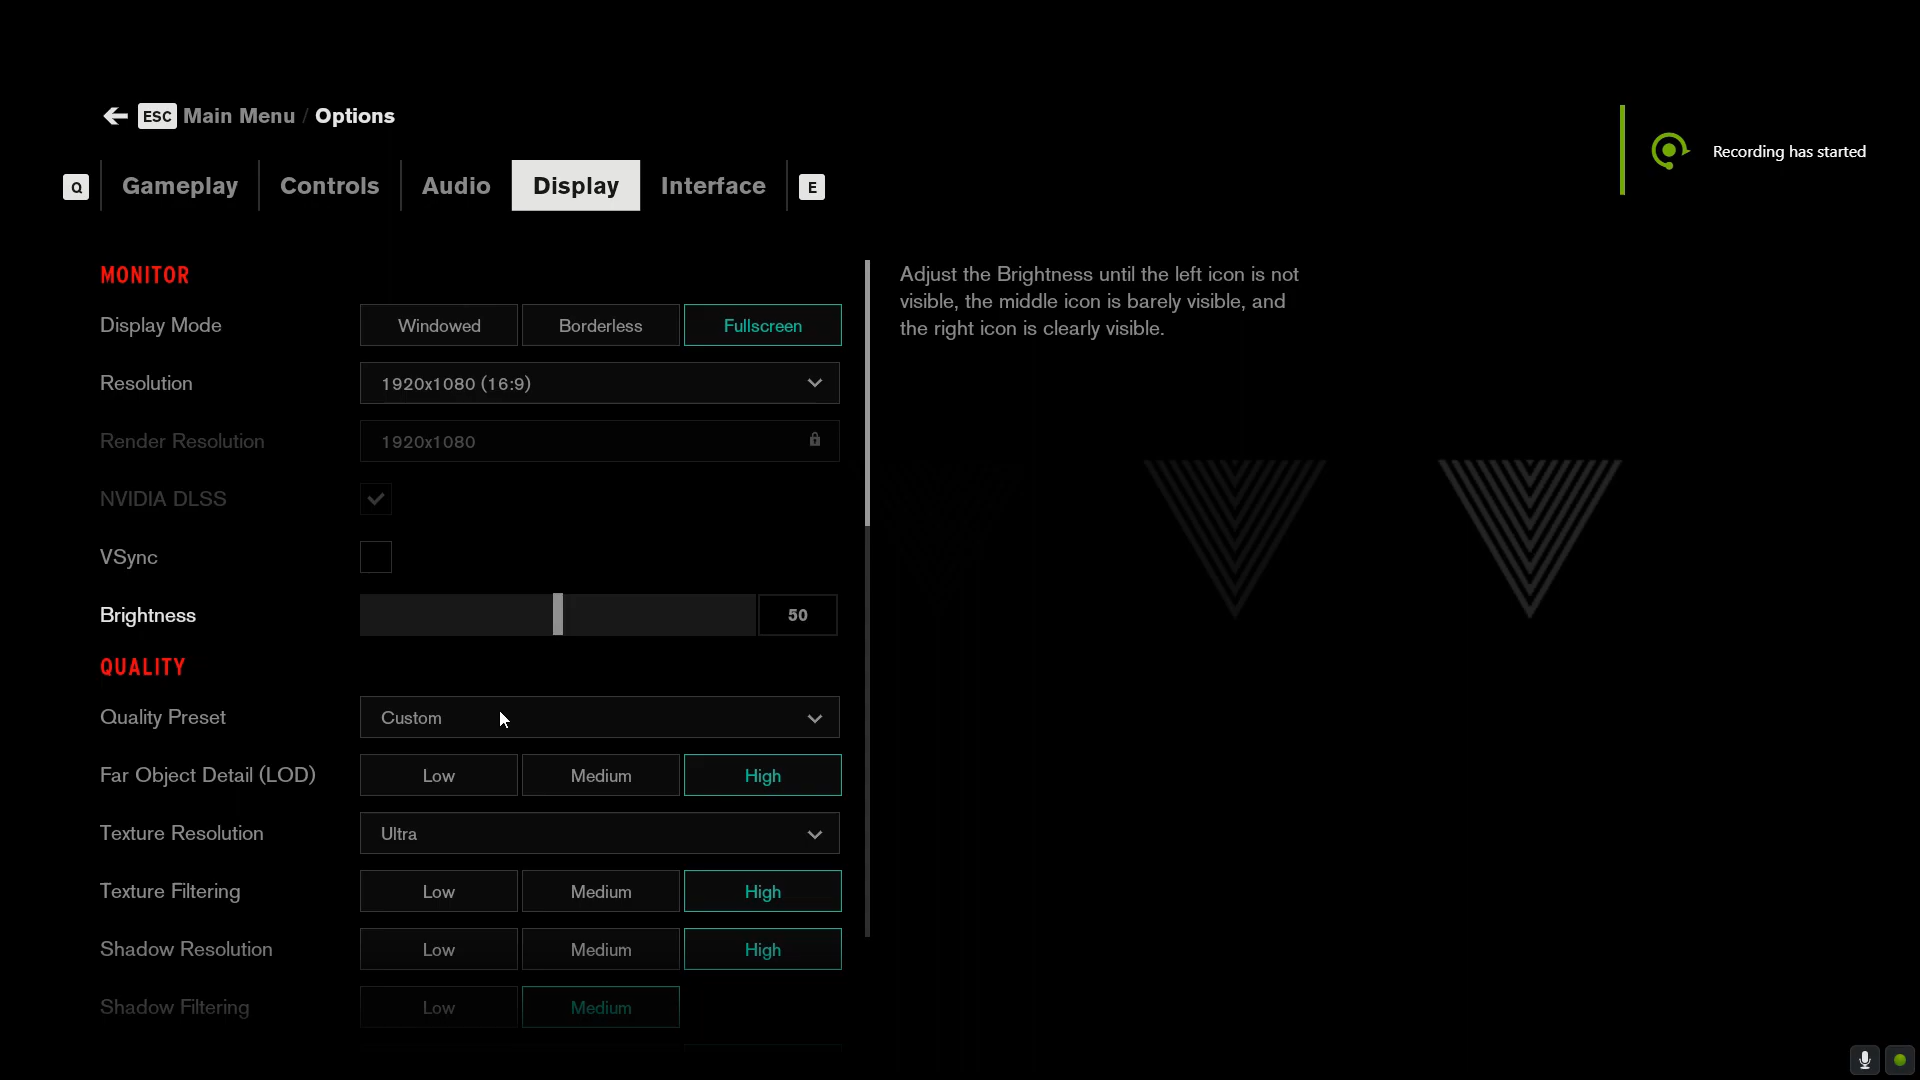 ESC Main Menu / Options
Recording has started
Q Gameplay Controls Audio Display Interface E
MONITOR
Adjust the Brightness until the left icon is not
visible, the middle icon is barely visible, and
the right icon is clearly visible.
Display Mode Windowed Borderless Fullscreen
Resolution 1920x1080 (16:9)
Render Resolution 1920x1080
NVIDIA DLSS
VSync
Brightness 50
QUALITY
Quality Preset Custom
Far Object Detail (LOD) Low Medium High
Texture Resolution Ultra
Texture Filtering Low Medium High
Shadow Resolution Low Medium High
Shadow Filtering Low Medium